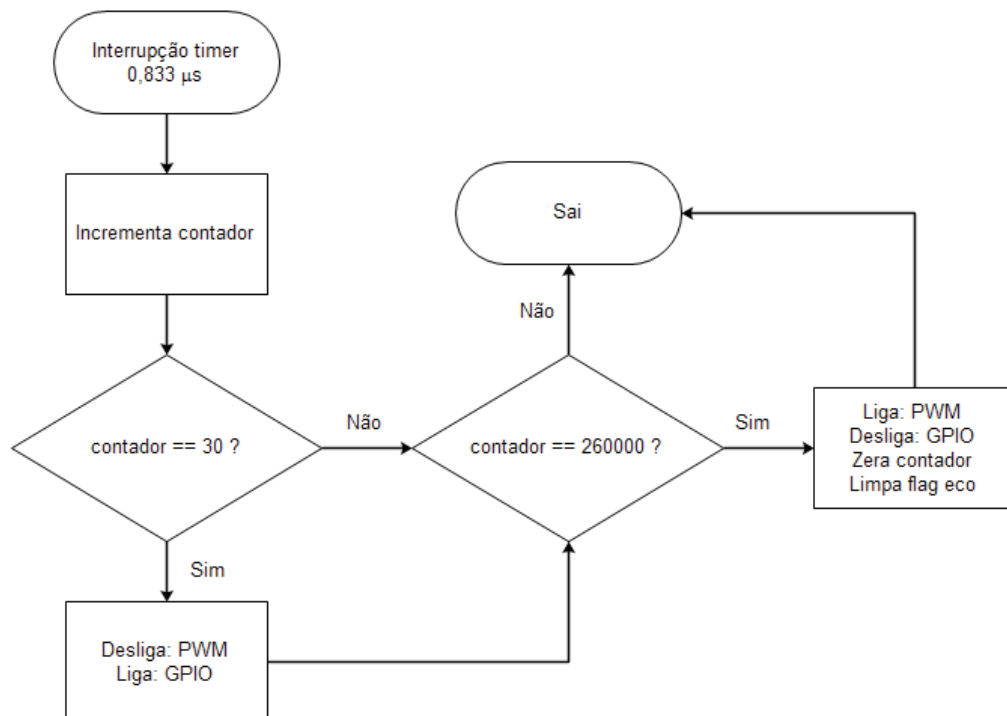 Interrupção timer
0,833 μs
Incrementa contador
Sai
Não
contador == 30 ?
Não
contador == 260000 ?
Sim
Liga: PWM
Desliga: GPIO
Zera contador
Limpa flag eco
Sim
Desliga: PWM
Liga: GPIO